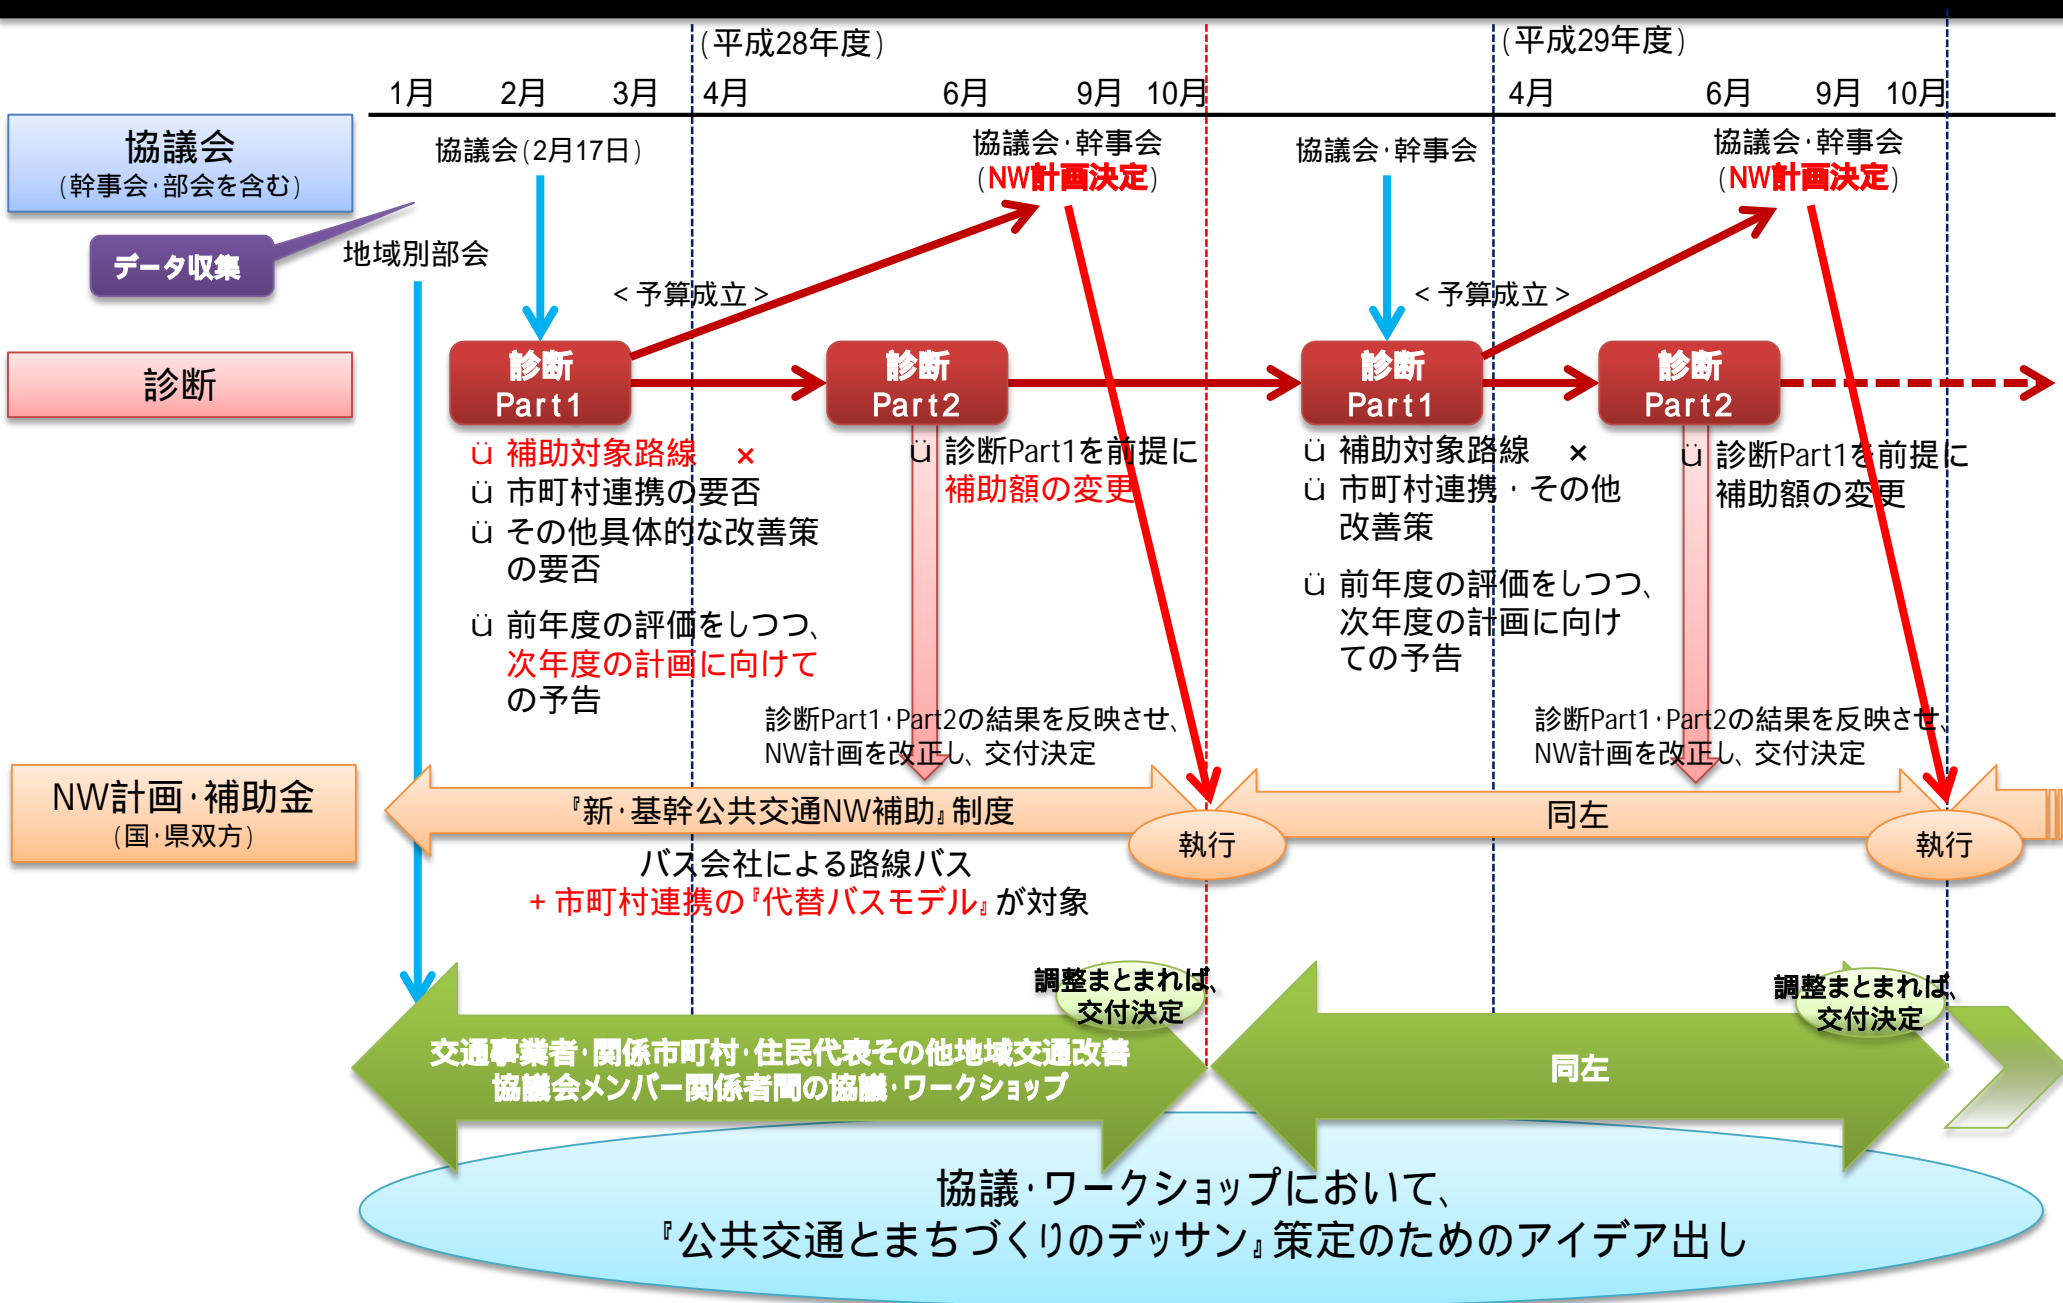 (平成28年度)
(平成29年度)
1月 2月 3月 4月 6月 9月 10月 4月 6月 9月 10月
協議会
(幹事会・部会を含む)
データ収集
地域別部会
協議会(2月17日)
協議会・幹事会
(NW計画決定)
協議会・幹事会
協議会・幹事会
(NW計画決定)
<予算成立>
<予算成立>
診断
診断
Part1
診断
Part2
診断
Part1
診断
Part2
ü 補助対象路線 ×
ü 市町村連携の要否
ü その他具体的な改善策
の要否
ü 前年度の評価をしつつ、
次年度の計画に向けて
の予告
ü 診断Part1を前提に
補助額の変更
ü 補助対象路線 ×
ü 市町村連携・その他
改善策
ü 前年度の評価をしつつ、
次年度の計画に向け
ての予告
ü 診断Part1を前提に
補助額の変更
診断Part1・Part2の結果を反映させ、
NW計画を改正し、交付決定
診断Part1・Part2の結果を反映させ、
NW計画を改正し、交付決定
NW計画・補助金
(国・県双方)
『新・基幹公共交通NW補助』制度
執行
同左
執行
バス会社による路線バス
+市町村連携の『代替バスモデル』が対象
調整まとまれば、
交付決定
調整まとまれば、
交付決定
交通事業者・関係市町村・住民代表その他地域交通改善
協議会メンバー関係者間の協議・ワークショップ
同左
協議・ワークショップにおいて、
『公共交通とまちづくりのデッサン』策定のためのアイデア出し